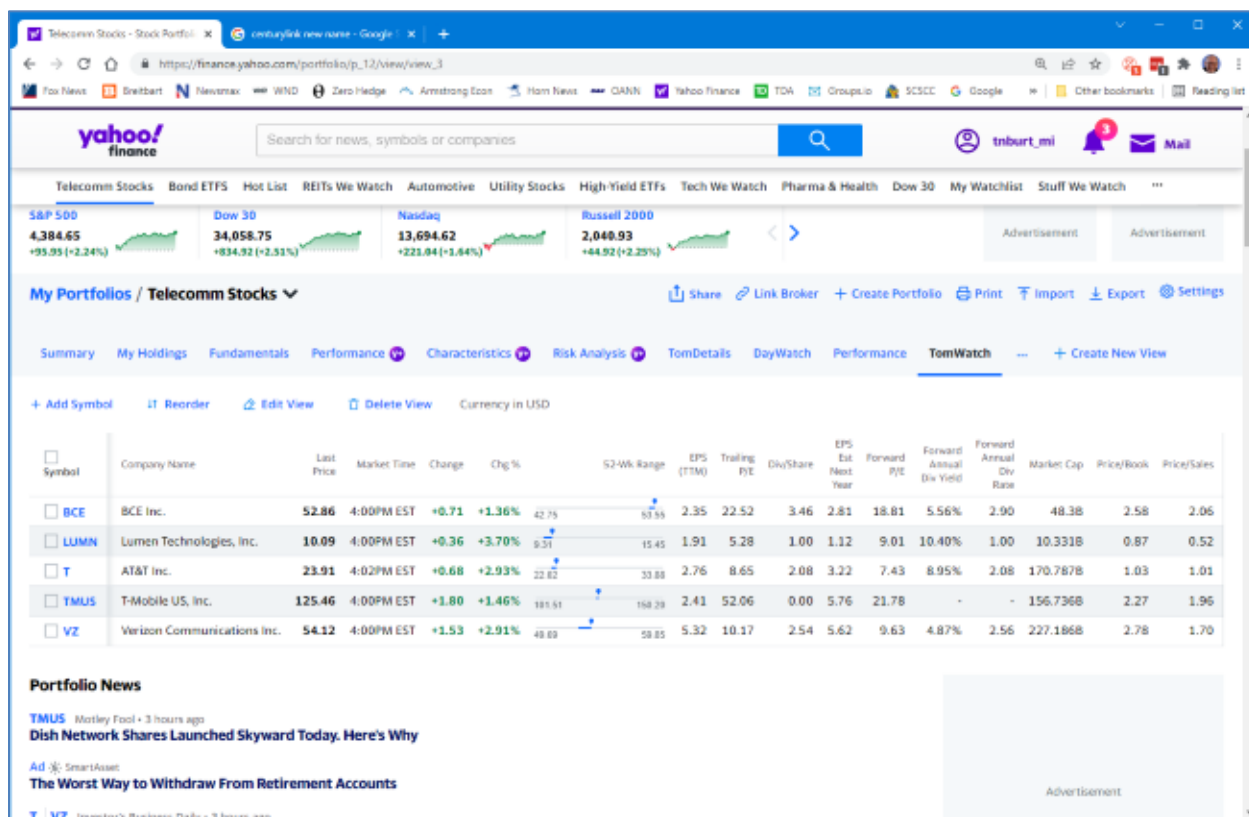 Telecomm Stocks - Stock Portfoli × centurylink new name - Google S × +
https://finance.yahoo.com/portfolio/p_12/view/view_3
Fox News Breitbart Newsmax WND Zero Hedge Armstrong Econ Horn News OANN Yahoo Finance TDA Groups.io SCSCC Google » Other bookmarks Reading list
yahoo! finance Search for news, symbols or companies tnburt_mi 3 Mail
Telecomm Stocks Bond ETFS Hot List REITs We Watch Automotive Utility Stocks High-Yield ETFs Tech We Watch Pharma & Health Dow 30 My Watchlist Stuff We Watch ...
S&P 500 Dow 30 Nasdaq Russell 2000
4,384.65 34,058.75 13,694.62 2,040.93 Advertisement Advertisement
+95.95 (+2.24%) +834.92 (+2.51%) +221.04 (+1.64%) +44.92 (+2.25%)
My Portfolios / Telecomm Stocks Share Link Broker + Create Portfolio Print Import Export Settings
Summary My Holdings Fundamentals Performance Y+ Characteristics Y+ Risk Analysis Y+ TomDetails DayWatch Performance TomWatch ... + Create New View
+ Add Symbol Reorder Edit View Delete View Currency in USD
Symbol Company Name Last Price Market Time Change Chg % 52-Wk Range EPS (TTM) Trailing P/E Div/Share EPS Est Next Year Forward P/E Forward Annual Div Yield Forward Annual Div Rate Market Cap Price/Book Price/Sales
BCE BCE Inc. 52.86 4:00PM EST +0.71 +1.36% 42.75 53.55 2.35 22.52 3.46 2.81 18.81 5.56% 2.90 48.3B 2.58 2.06
LUMN Lumen Technologies, Inc. 10.09 4:00PM EST +0.36 +3.70% 9.31 15.45 1.91 5.28 1.00 1.12 9.01 10.40% 1.00 10.331B 0.87 0.52
T AT&T Inc. 23.91 4:02PM EST +0.68 +2.93% 22.02 33.88 2.76 8.65 2.08 3.22 7.43 8.95% 2.08 170.787B 1.03 1.01
TMUS T-Mobile US, Inc. 125.46 4:00PM EST +1.80 +1.46% 101.51 150.20 2.41 52.06 0.00 5.76 21.78 - - 156.736B 2.27 1.96
VZ Verizon Communications Inc. 54.12 4:00PM EST +1.53 +2.91% 49.69 59.85 5.32 10.17 2.54 5.62 9.63 4.87% 2.56 227.186B 2.78 1.70
Portfolio News
TMUS Motley Fool • 3 hours ago
Dish Network Shares Launched Skyward Today. Here's Why
Ad SmartAsset
The Worst Way to Withdraw From Retirement Accounts
Advertisement
T VZ Investor's Business Daily • 3 hours ago